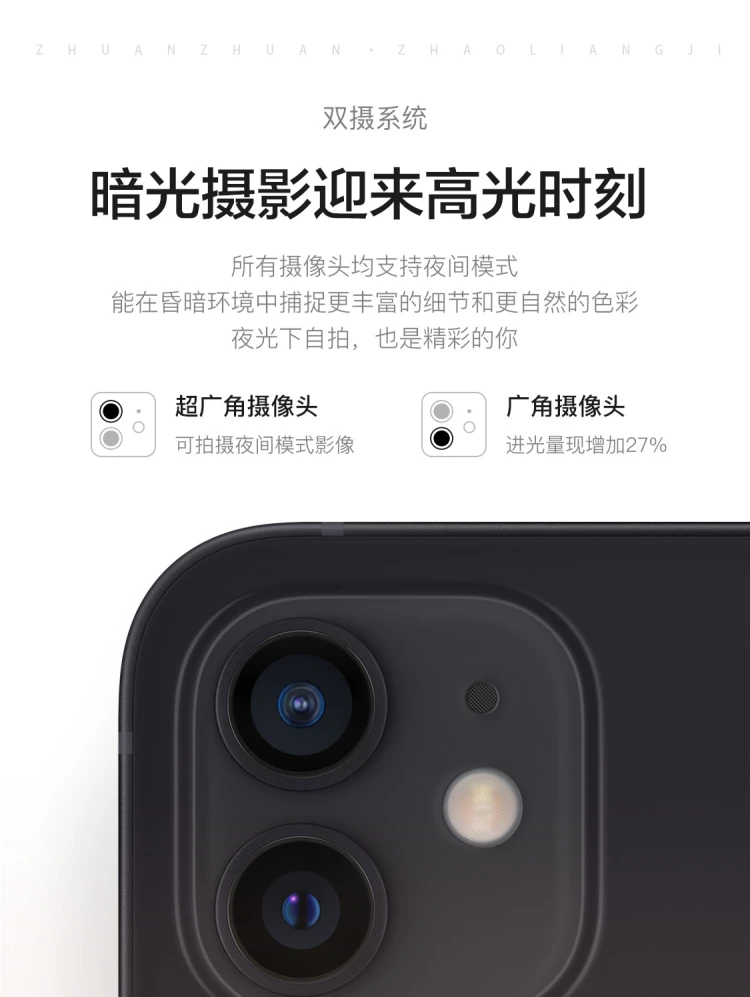 ZHUANZHUAN·ZHAOLIANGJI
双摄系统
暗光摄影迎来高光时刻
所有摄像头均支持夜间模式
能在昏暗环境中捕捉更丰富的细节和更自然的色彩
夜光下自拍，也是精彩的你
超广角摄像头
可拍摄夜间模式影像
广角摄像头
进光量现增加27%